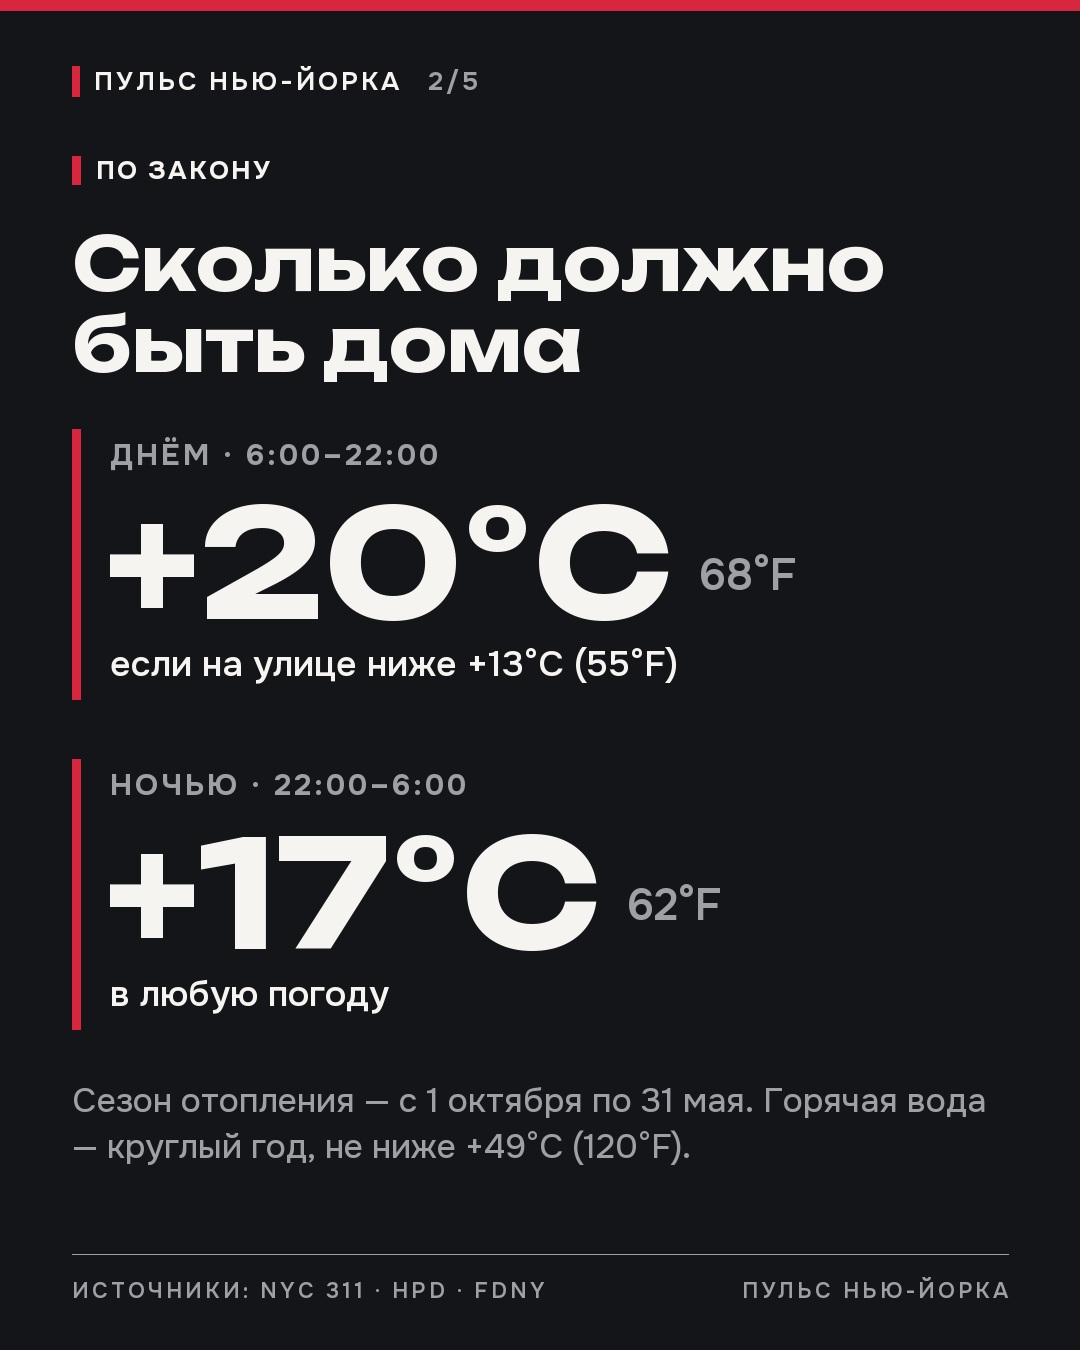 ПУЛЬС НЬЮ-ЙОРКА 2/5
ПО ЗАКОНУ
Сколько должно
быть дома
ДНЁМ · 6:00–22:00
+20°C 68°F
если на улице ниже +13°C (55°F)
НОЧЬЮ · 22:00–6:00
+17°C 62°F
в любую погоду
Сезон отопления — с 1 октября по 31 мая. Горячая вода
— круглый год, не ниже +49°C (120°F).
ИСТОЧНИКИ: NYC 311 · HPD · FDNY ПУЛЬС НЬЮ-ЙОРКА